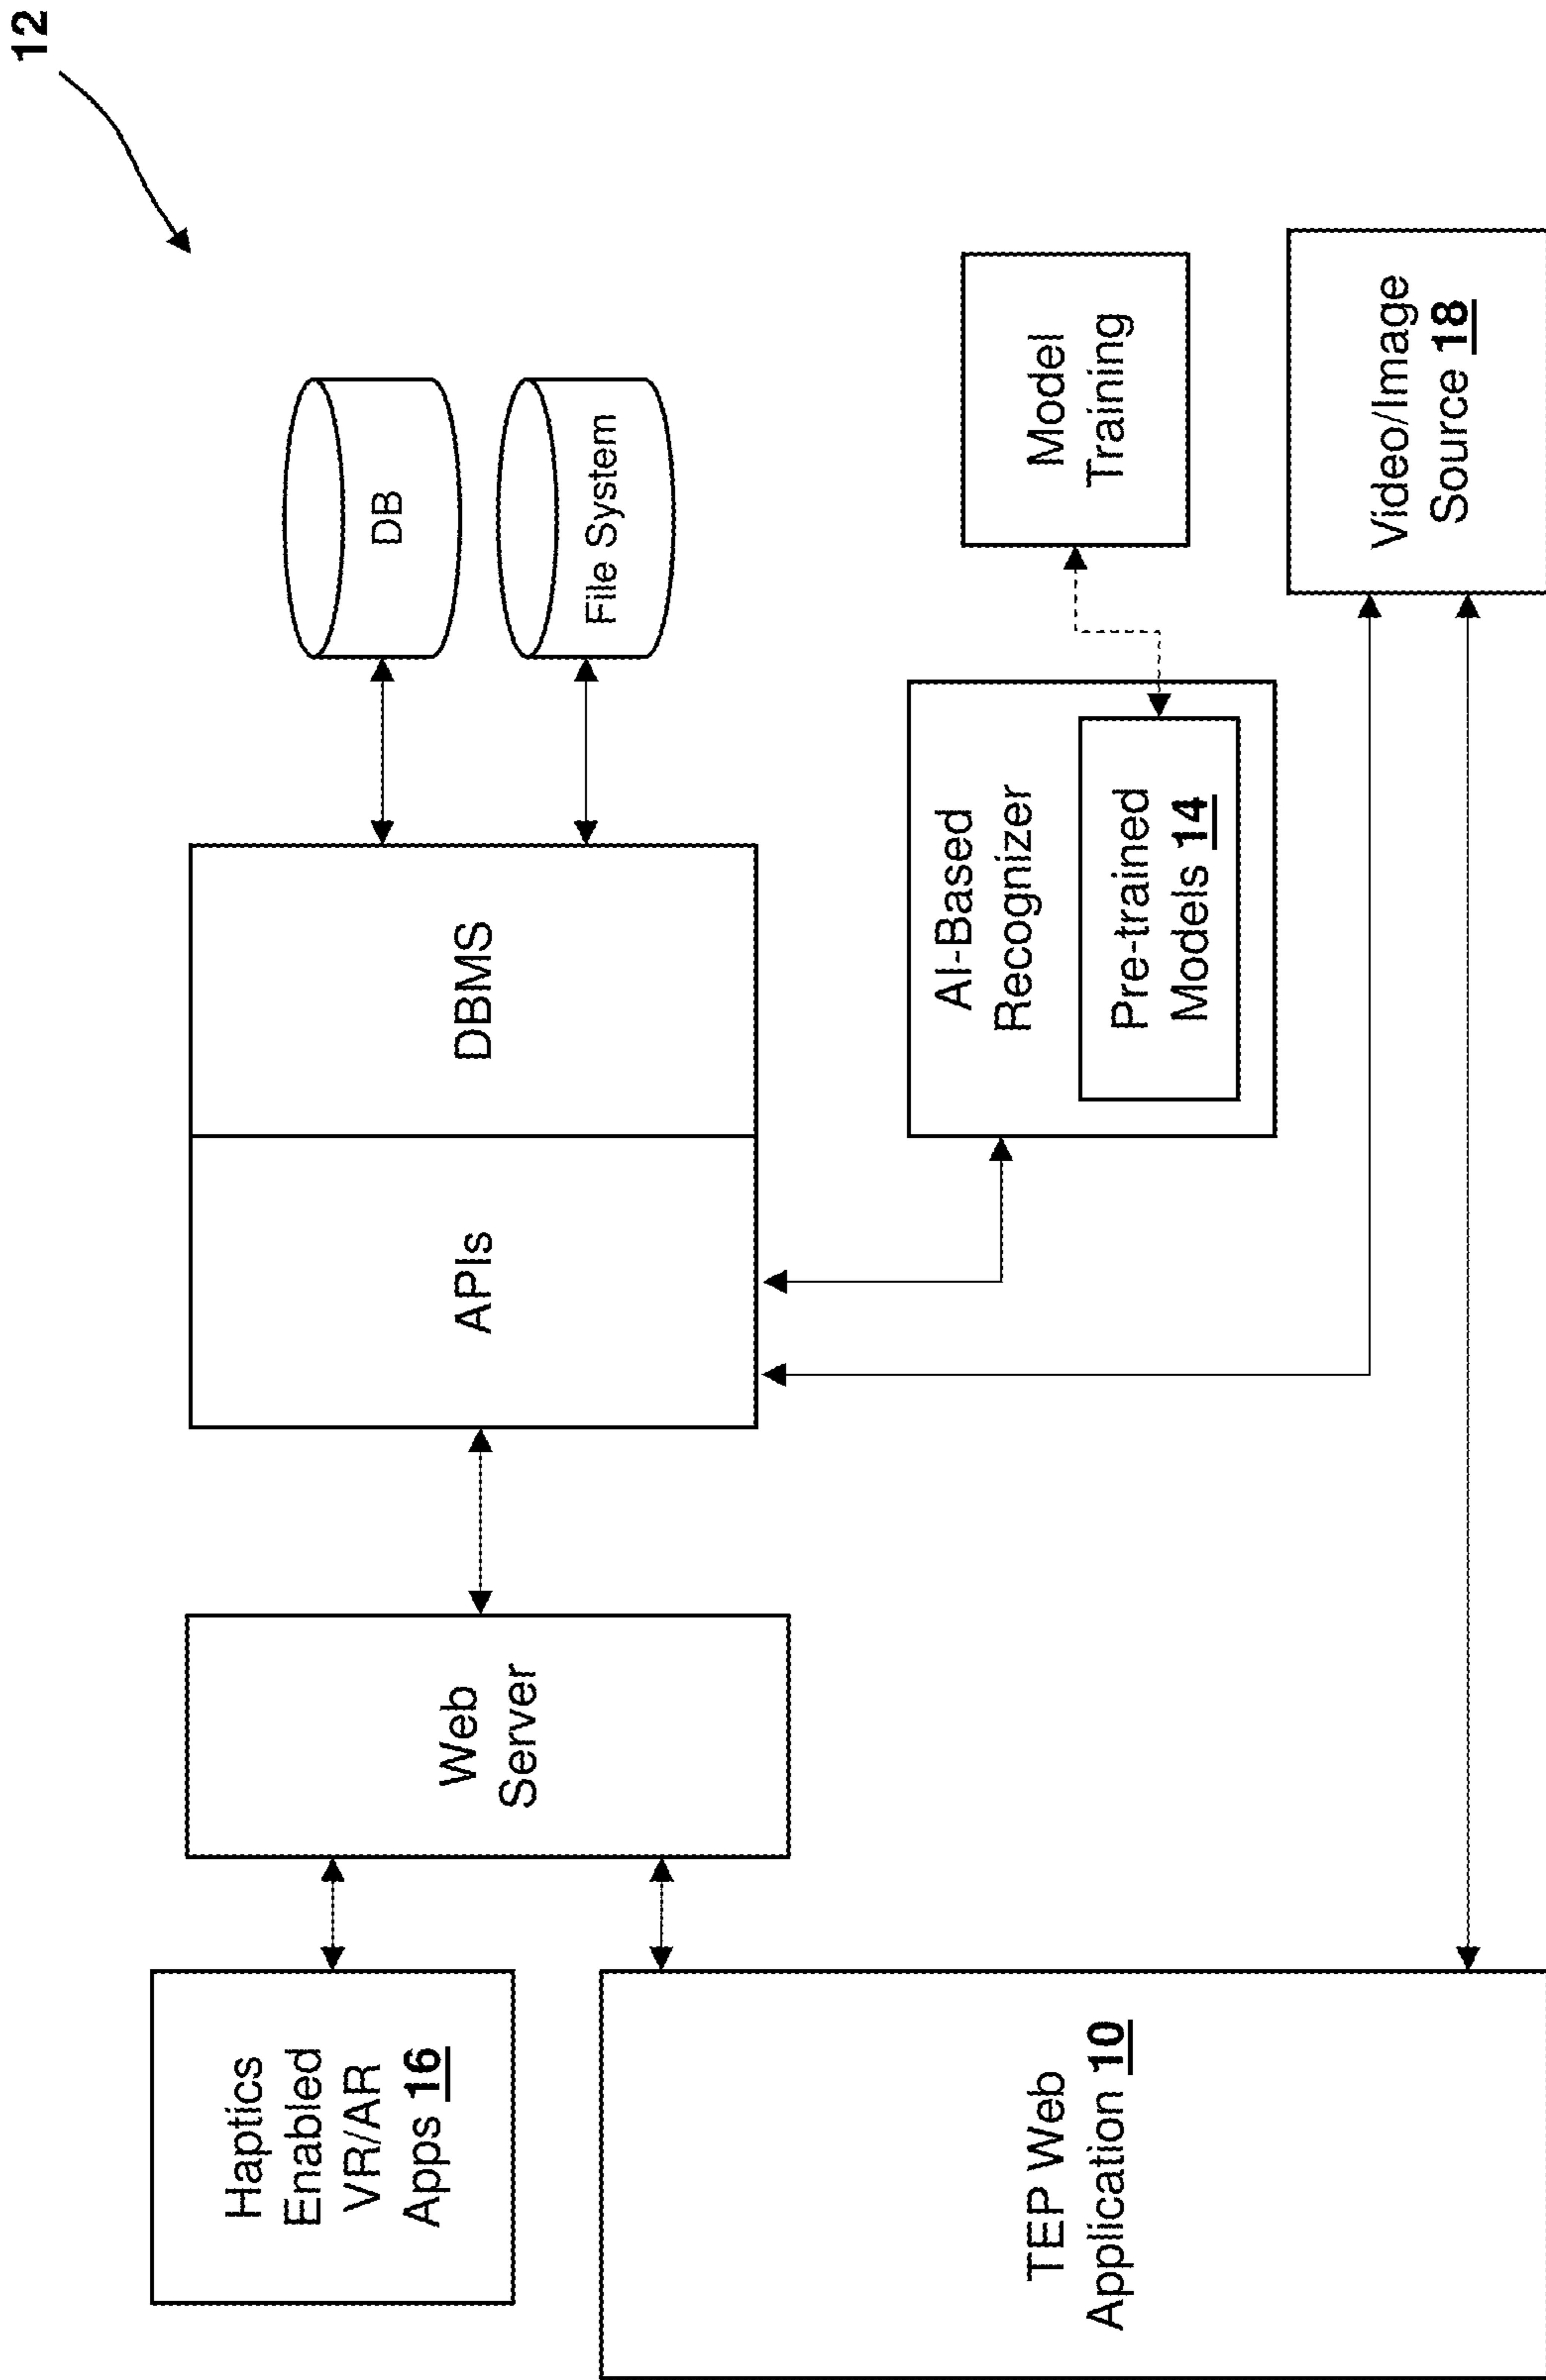 12
Haptics
Enabled
VR/AR
Apps 16
Web
Server
APIs
DBMS
DB
File System
TEP Web
Application 10
AI-Based
Recognizer
Pre-trained
Models 14
Model
Training
Video/Image
Source 18